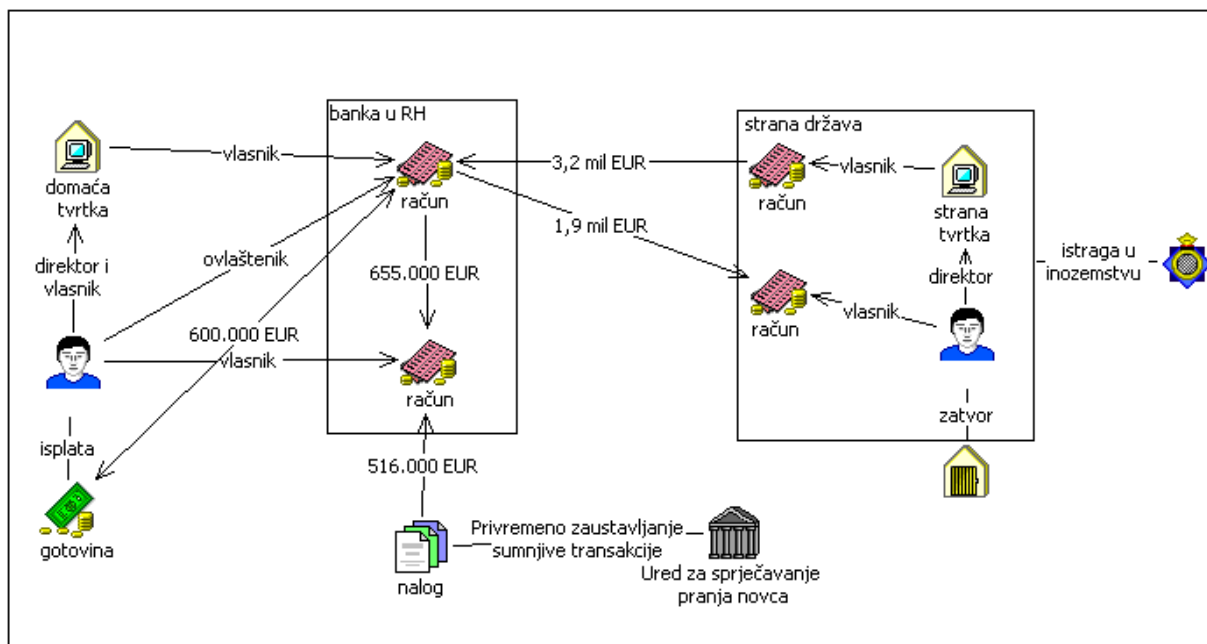 banka u RH
strana država
vlasnik
3,2 mil EUR
vlasnik
domaća
tvrtka
račun
račun
strana
tvrtka
1,9 mil EUR
direktor i
vlasnik
ovlaštenik
655.000 EUR
direktor
istraga u
inozemstvu
600.000 EUR
vlasnik
račun
vlasnik
račun
zatvor
isplata
516.000 EUR
gotovina
Privremeno zaustavljanje
sumnjive transakcije
nalog
Ured za sprječavanje
pranja novca